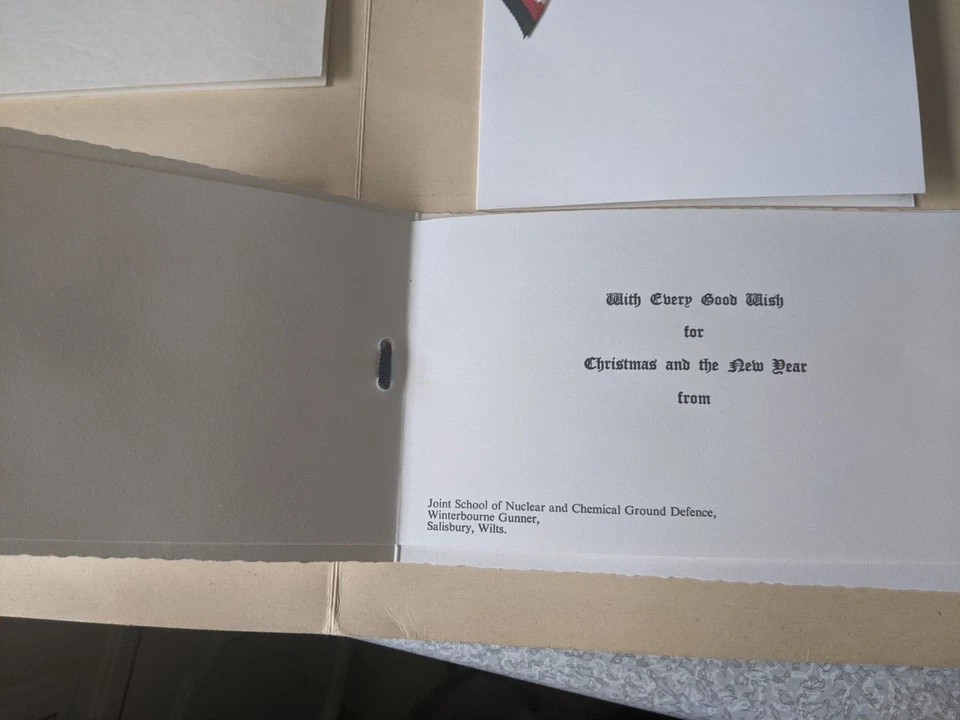 With Every Good Wish
for
Christmas and the New Year
from
Joint School of Nuclear and Chemical Ground Defence,
Winterbourne Gunner,
Salisbury, Wilts.